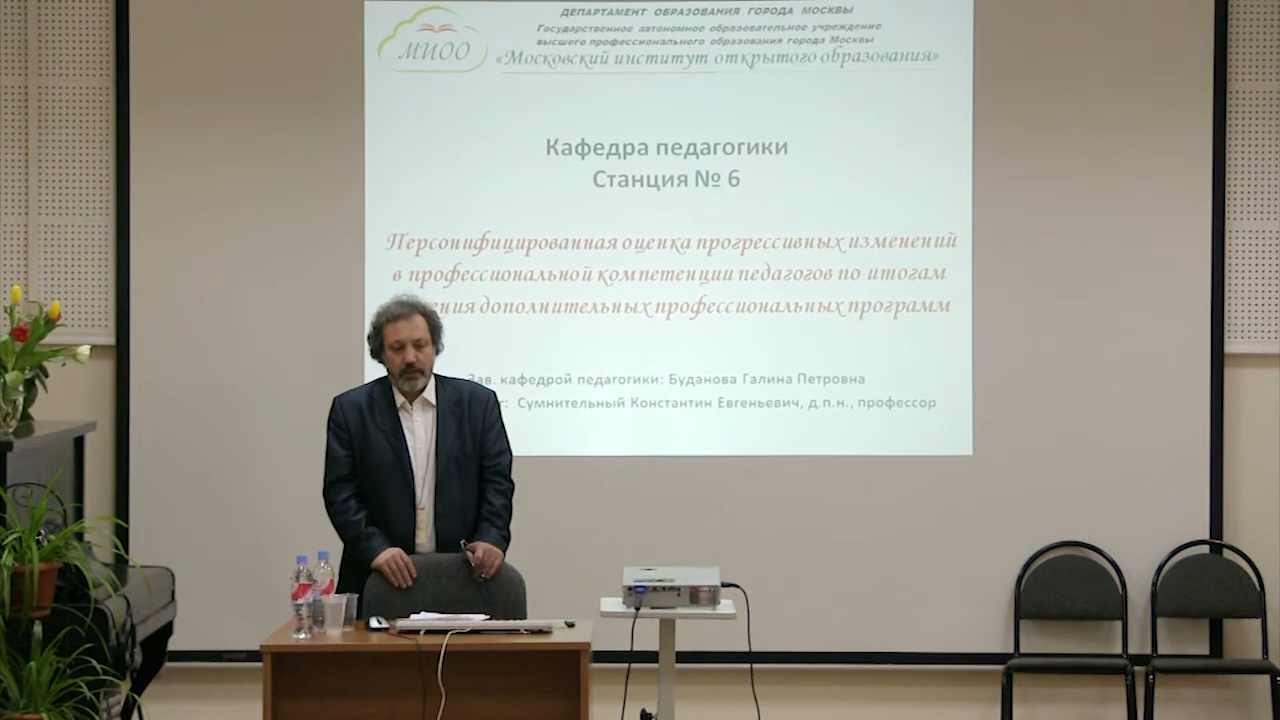 ДЕПАРТАМЕНТ ОБРАЗОВАНИЯ ГОРОДА МОСКВЫ
Государственное автономное образовательное учреждение
высшего профессионального образования города Москвы
МИОО
«Московский институт открытого образования»
Кафедра педагогики
Станция № 6
Персонифицированная оценка прогрессивных изменений
в профессиональной компетенции педагогов по итогам
дополнительных профессиональных программ
Зав. кафедрой педагогики: Буданова Галина Петровна
Сумнительный Константин Евгеньевич, д.п.н., профессор